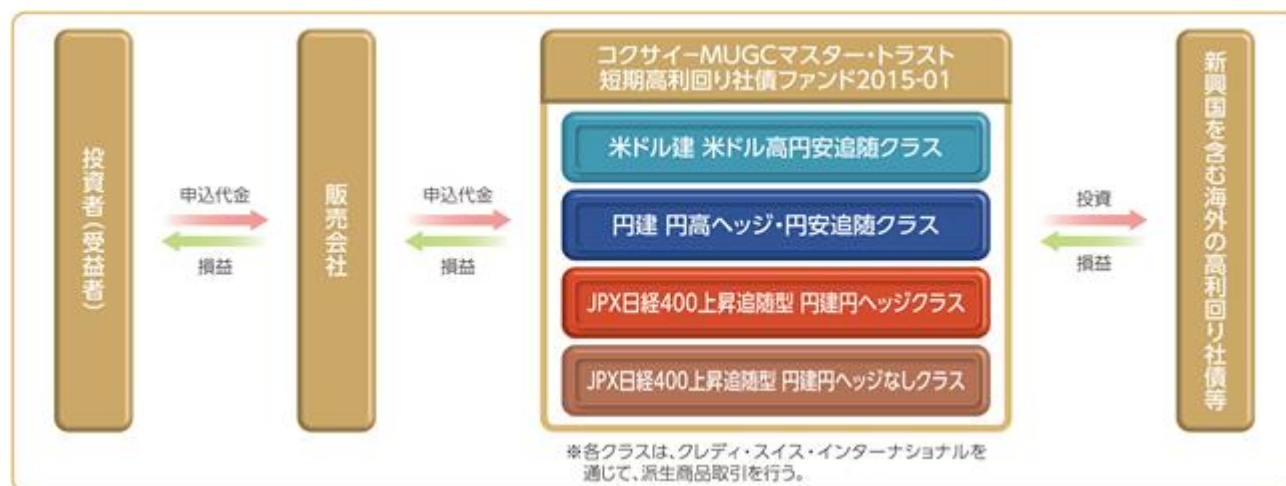 投資者(受益者)
申込代金
損益
販売会社
申込代金
損益
コクサイーMUGCマスター・トラスト
短期高利回り社債ファンド2015-01
米ドル建 米ドル高円安追随クラス
円建 円高ヘッジ・円安追随クラス
JPX日経400上昇追随型 円建円ヘッジクラス
JPX日経400上昇追随型 円建円ヘッジなしクラス
※各クラスは、クレディ・スイス・インターナショナルを
通じて、派生商品取引を行う。
投資
損益
新興国を含む海外の高利回り社債等